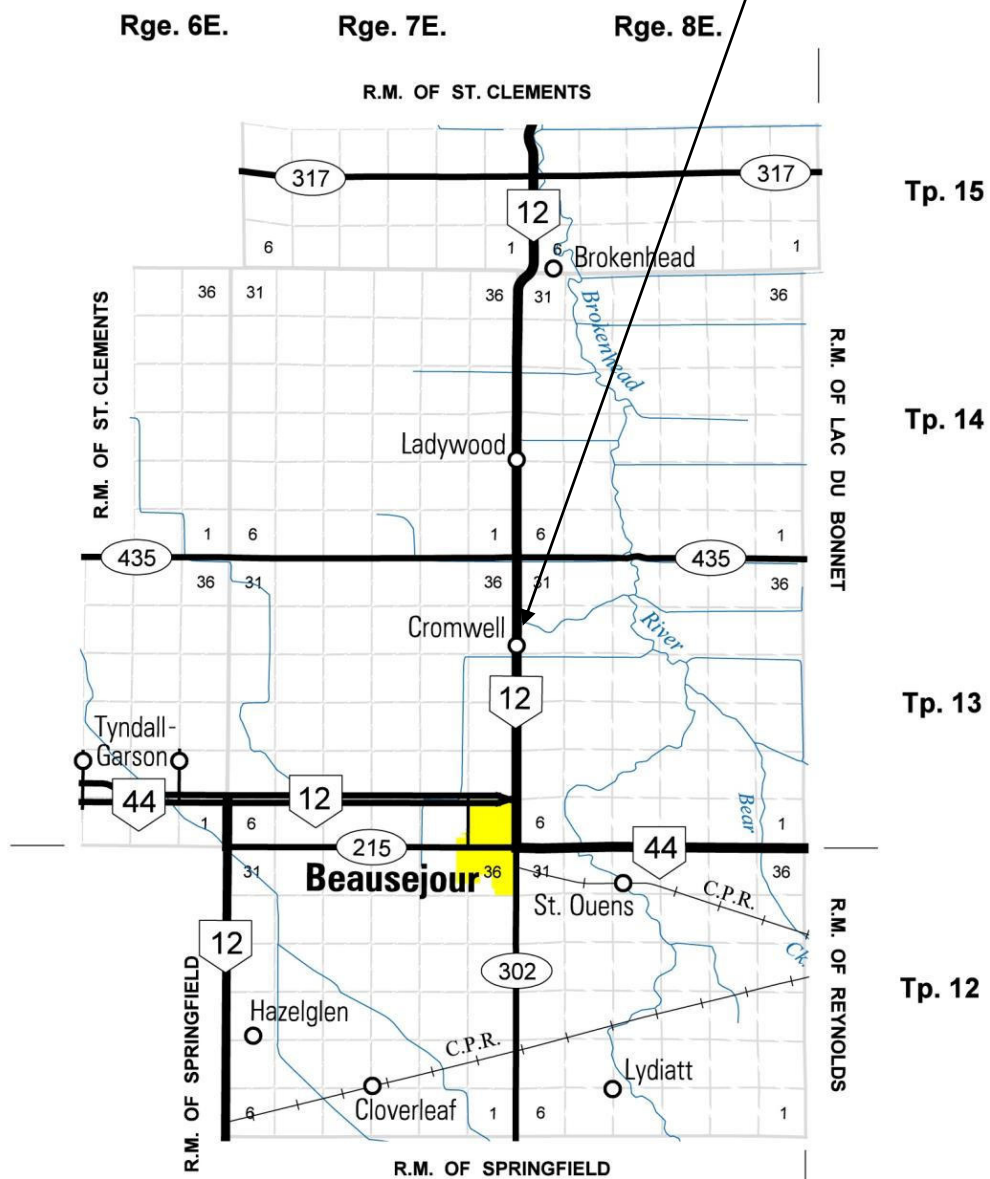 Rge. 6E. Rge. 7E. Rge. 8E.
R.M. OF ST. CLEMENTS
317 317
Tp. 15
12
6 1 6 1
Brokenhead
36 31 36 31 36
R.M. OF ST. CLEMENTS
Brokenhead
R.M. OF LAC DU BONNET
Tp. 14
Ladywood
1 6 1 6 1
435 435
36 31 36 31 36
Cromwell
River
12
Tp. 13
Tyndall-
Garson
44 12
Bear
1 6 6 1
215 44
31 36 31 36
Beausejour
C.P.R.
St. Ouens
12
Ck.
R.M. OF REYNOLDS
302
Tp. 12
R.M. OF SPRINGFIELD
Hazelglen
C.P.R.
Lydiatt
Cloverleaf
6 1 6 1
R.M. OF SPRINGFIELD